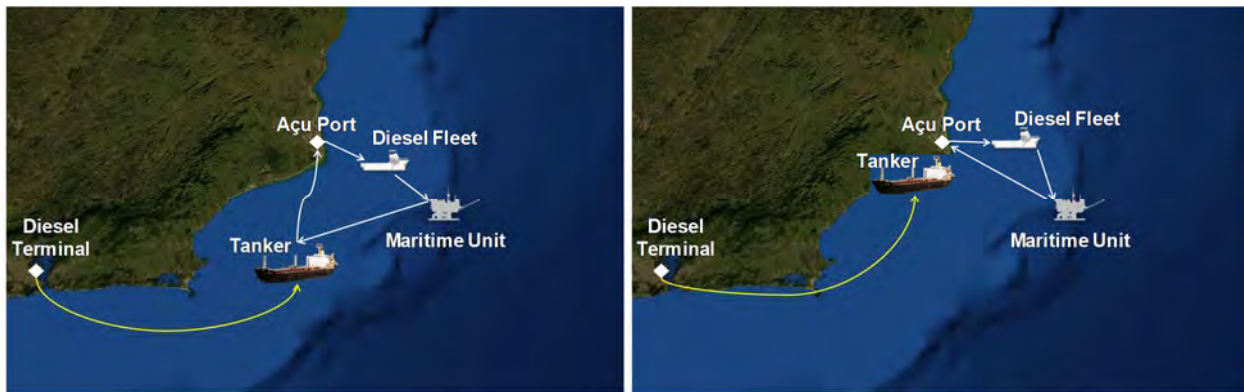 Açu Port
Diesel Fleet
Diesel
Terminal
Tanker
Maritime Unit
Açu Port
Diesel Fleet
Tanker
Diesel
Terminal
Maritime Unit